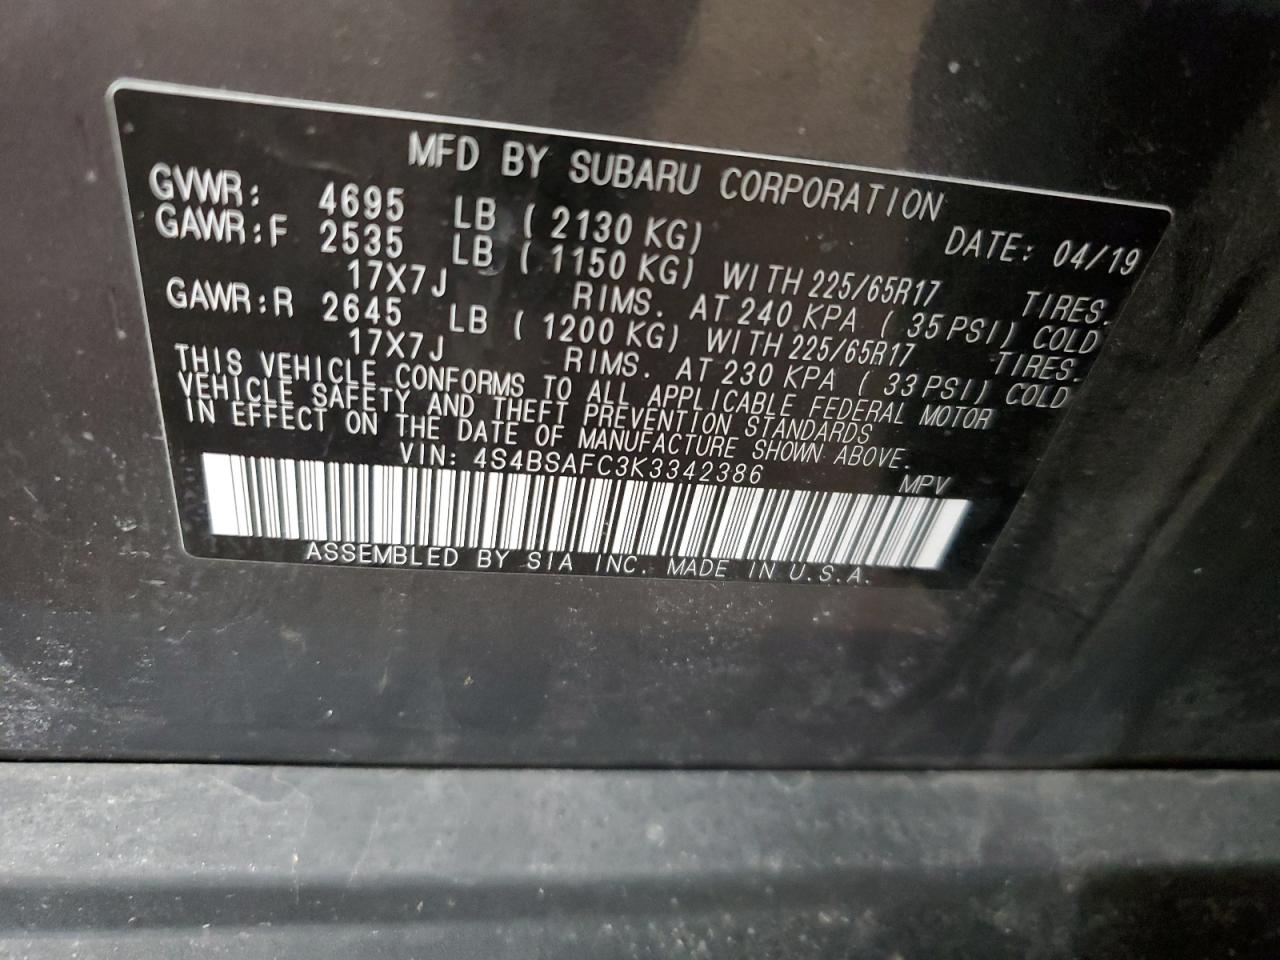 MFD BY SUBARU CORPORATION
GVWR: 4695 LB ( 2130 KG) DATE: 04/19
GAWR:F 2535 LB ( 1150 KG) WITH 225/65R17 TIRES.
17X7J RIMS. AT 240 KPA ( 35 PSI) COLD
GAWR:R 2645 LB ( 1200 KG) WITH 225/65R17 TIRES.
17X7J RIMS. AT 230 KPA ( 33 PSI) COLD
THIS VEHICLE CONFORMS TO ALL APPLICABLE FEDERAL MOTOR
VEHICLE SAFETY AND THEFT PREVENTION STANDARDS
IN EFFECT ON THE DATE OF MANUFACTURE SHOWN ABOVE.
VIN: 4S4BSAFC3K3342386 MPV
ASSEMBLED BY SIA INC. MADE IN U.S.A.